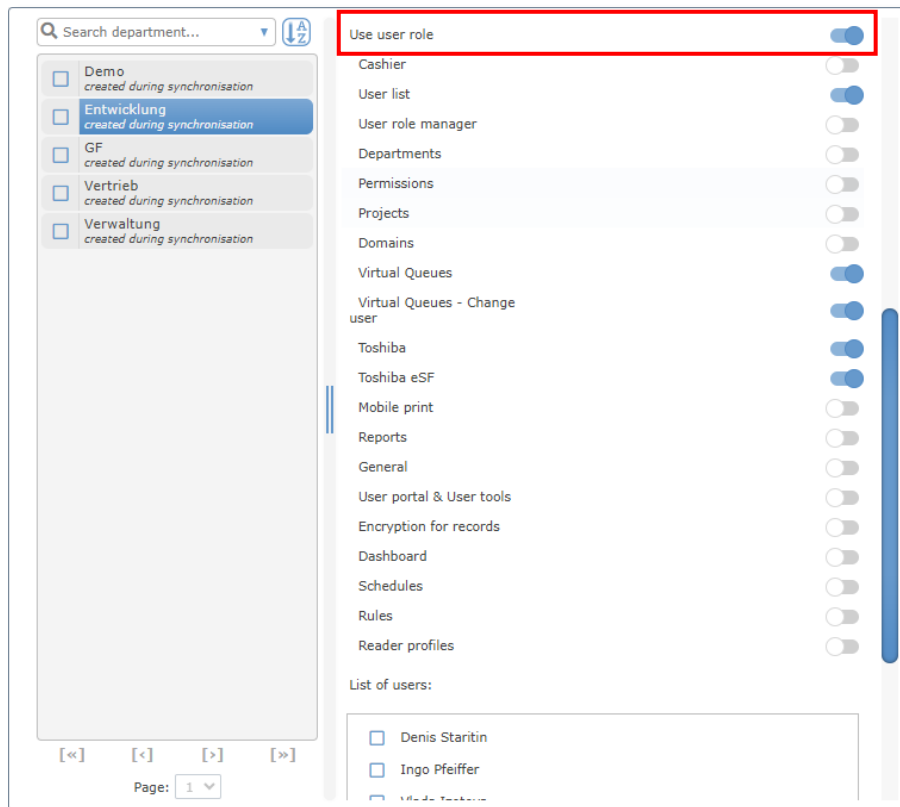 Search department...
Demo
created during synchronisation
Entwicklung
created during synchronisation
GF
created during synchronisation
Vertrieb
created during synchronisation
Verwaltung
created during synchronisation
[«] [‹] [›] [»]
Page: 1
Use user role
Cashier
User list
User role manager
Departments
Permissions
Projects
Domains
Virtual Queues
Virtual Queues - Change
user
Toshiba
Toshiba eSF
Mobile print
Reports
General
User portal & User tools
Encryption for records
Dashboard
Schedules
Rules
Reader profiles
List of users:
Denis Staritin
Ingo Pfeiffer